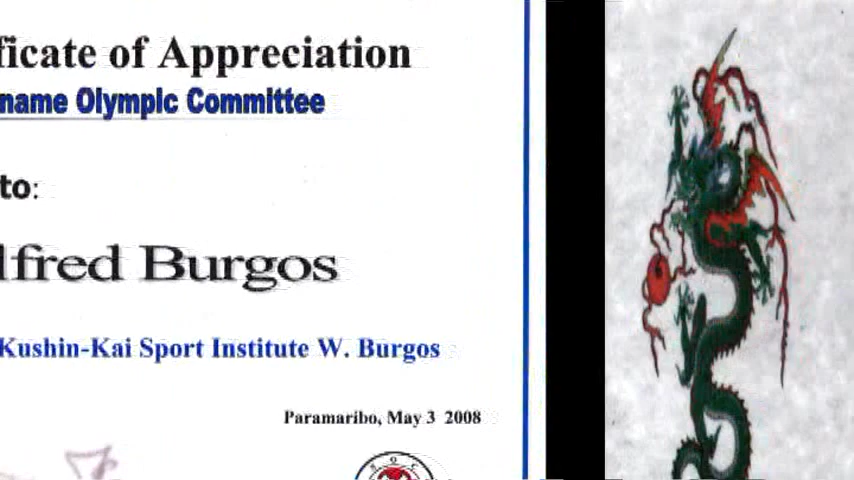 ficate of Appreciation
name Olympic Committee
to:
lfred Burgos
Kushin-Kai Sport Institute W. Burgos
Paramaribo, May 3 2008